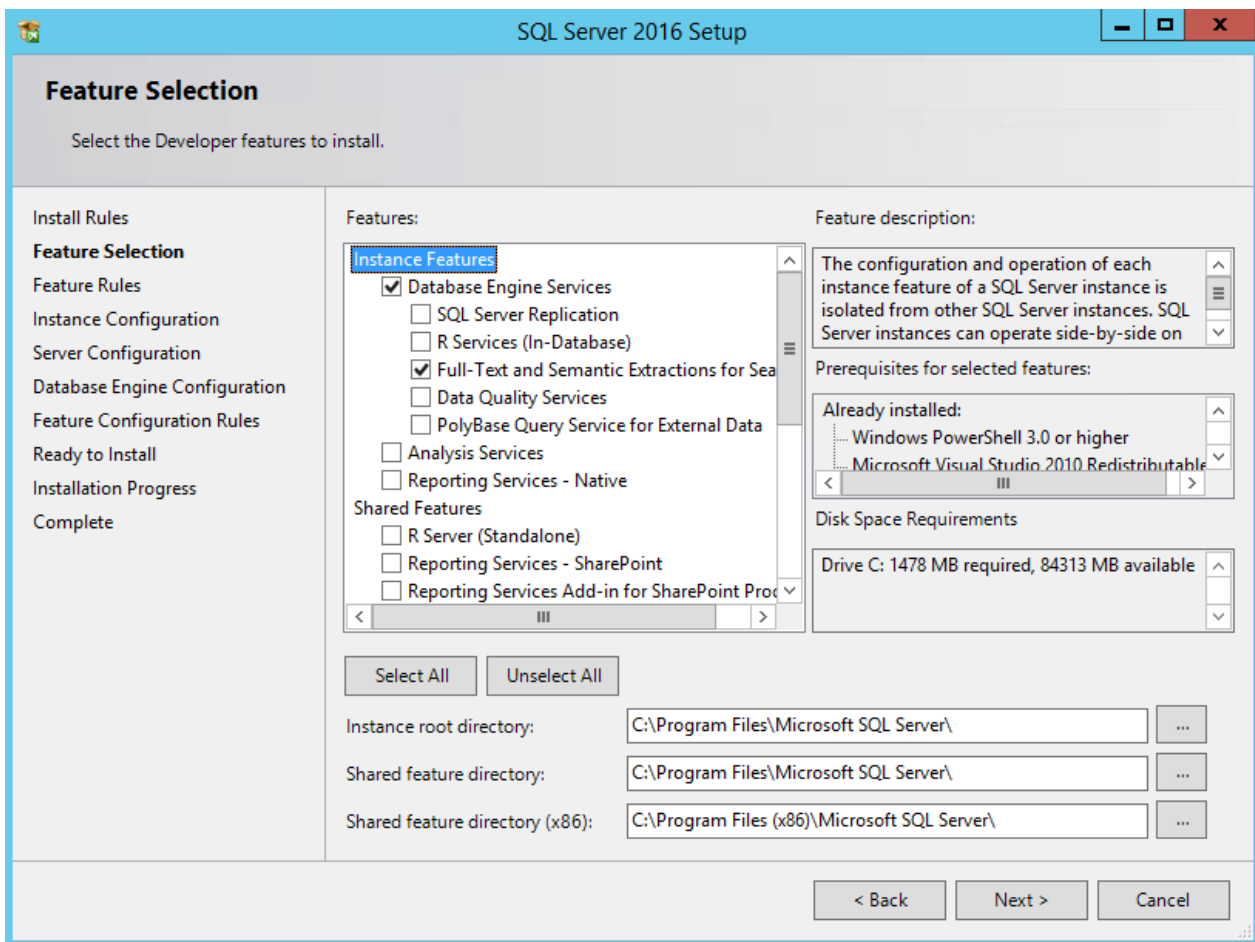 SQL Server 2016 Setup
Feature Selection
Select the Developer features to install.
Install Rules
Feature Selection
Feature Rules
Instance Configuration
Server Configuration
Database Engine Configuration
Feature Configuration Rules
Ready to Install
Installation Progress
Complete
Features:
Instance Features
Database Engine Services
SQL Server Replication
R Services (In-Database)
Full-Text and Semantic Extractions for Sea
Data Quality Services
PolyBase Query Service for External Data
Analysis Services
Reporting Services - Native
Shared Features
R Server (Standalone)
Reporting Services - SharePoint
Reporting Services Add-in for SharePoint Proc
Feature description:
The configuration and operation of each
instance feature of a SQL Server instance is
isolated from other SQL Server instances. SQL
Server instances can operate side-by-side on
Prerequisites for selected features:
Already installed:
Windows PowerShell 3.0 or higher
Microsoft Visual Studio 2010 Redistributable
Disk Space Requirements
Drive C: 1478 MB required, 84313 MB available
Select All
Unselect All
Instance root directory:
C:\Program Files\Microsoft SQL Server\
...
Shared feature directory:
C:\Program Files\Microsoft SQL Server\
...
Shared feature directory (x86):
C:\Program Files (x86)\Microsoft SQL Server\
...
< Back
Next >
Cancel